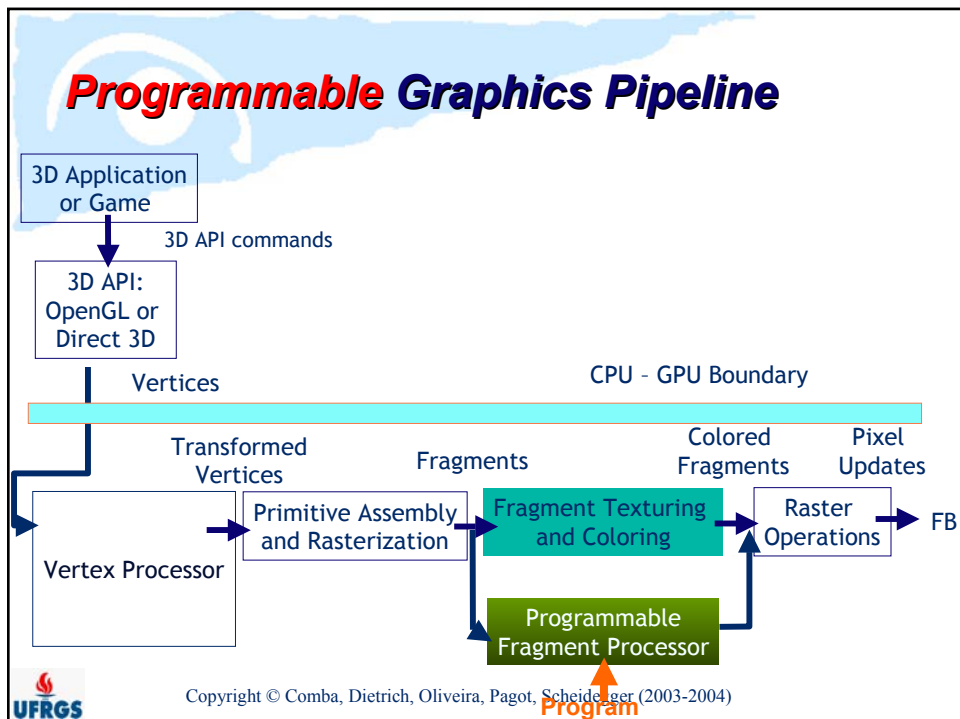 Programmable Graphics Pipeline
3D Application
or Game
3D API commands
3D API:
OpenGL or
Direct 3D
Vertices
CPU – GPU Boundary
Transformed
Vertices
Fragments
Colored
Fragments
Pixel
Updates
Vertex Processor
Primitive Assembly
and Rasterization
Fragment Texturing
and Coloring
Raster
Operations
FB
Programmable
Fragment Processor
Program
Copyright © Comba, Dietrich, Oliveira, Pagot, Scheidegger (2003-2004)
UFRGS